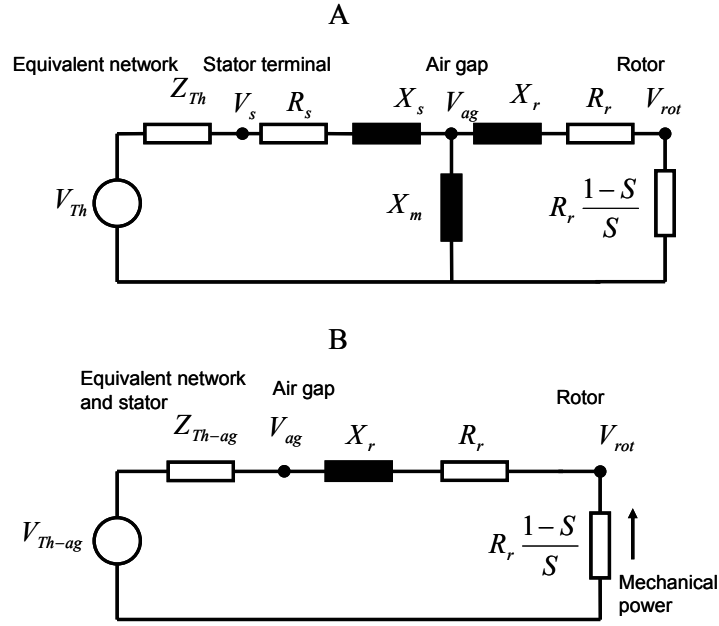 A
Equivalent network Stator terminal Air gap Rotor
Z_Th V_s R_s X_s V_ag X_r R_r V_rot
V_Th X_m R_r (1−S)/S
B
Equivalent network
and stator
Air gap
Rotor
Z_Th−ag V_ag X_r R_r V_rot
V_Th−ag R_r (1−S)/S
Mechanical
power